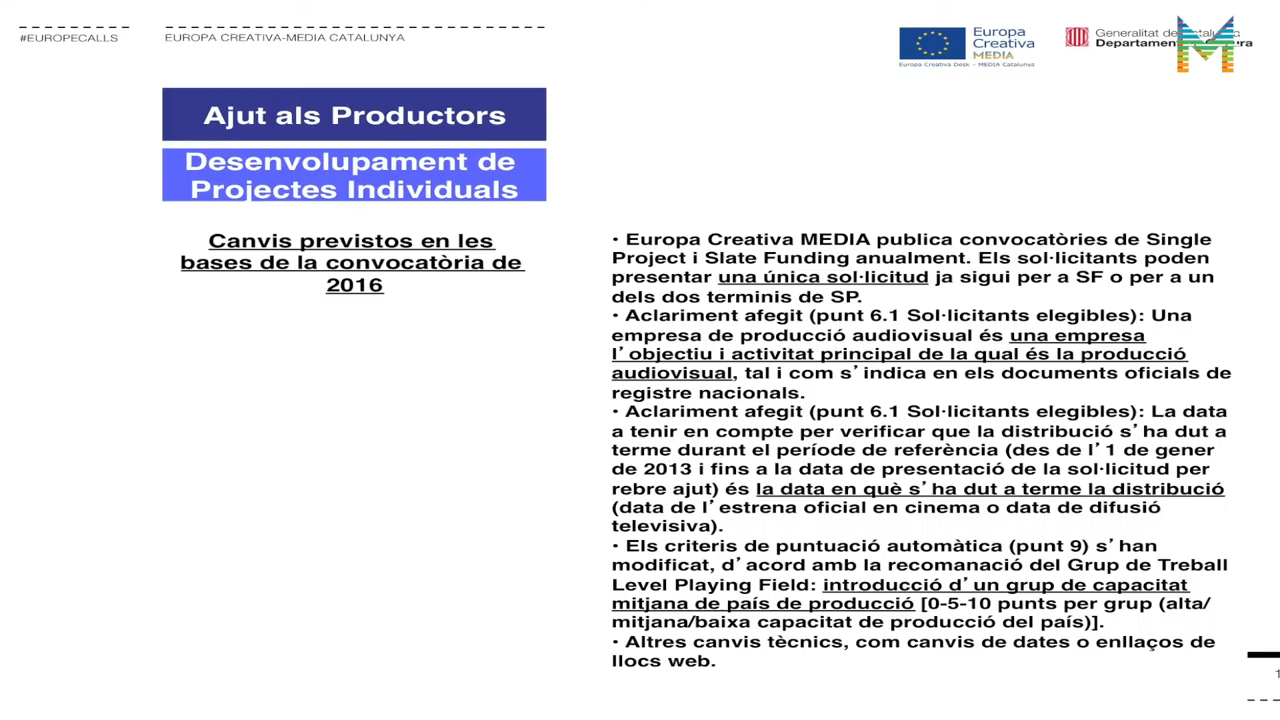 #EUROPECALLS
EUROPA CREATIVA-MEDIA CATALUNYA
Europa
Creativa
MEDIA
Europa Creativa Desk – MEDIA Catalunya
Generalitat de
Ajut als Productors
Desenvolupament de
Projectes Individuals
Canvis previstos en les
bases de la convocatòria de
2016
• Europa Creativa MEDIA publica convocatòries de Single
Project i Slate Funding anualment. Els sol·licitants poden
presentar una única sol·licitud ja sigui per a SF o per a un
dels dos terminis de SP.
• Aclariment afegit (punt 6.1 Sol·licitants elegibles): Una
empresa de producció audiovisual és una empresa
l’objectiu i activitat principal de la qual és la producció
audiovisual, tal i com s’indica en els documents oficials de
registre nacionals.
• Aclariment afegit (punt 6.1 Sol·licitants elegibles): La data
a tenir en compte per verificar que la distribució s’ha dut a
terme durant el període de referència (des de l’1 de gener
de 2013 i fins a la data de presentació de la sol·licitud per
rebre ajut) és la data en què s’ha dut a terme la distribució
(data de l’estrena oficial en cinema o data de difusió
televisiva).
• Els criteris de puntuació automàtica (punt 9) s’han
modificat, d’acord amb la recomanació del Grup de Treball
Level Playing Field: introducció d’un grup de capacitat
mitjana de país de producció [0-5-10 punts per grup (alta/
mitjana/baixa capacitat de producció del país)].
• Altres canvis tècnics, com canvis de dates o enllaços de
llocs web.